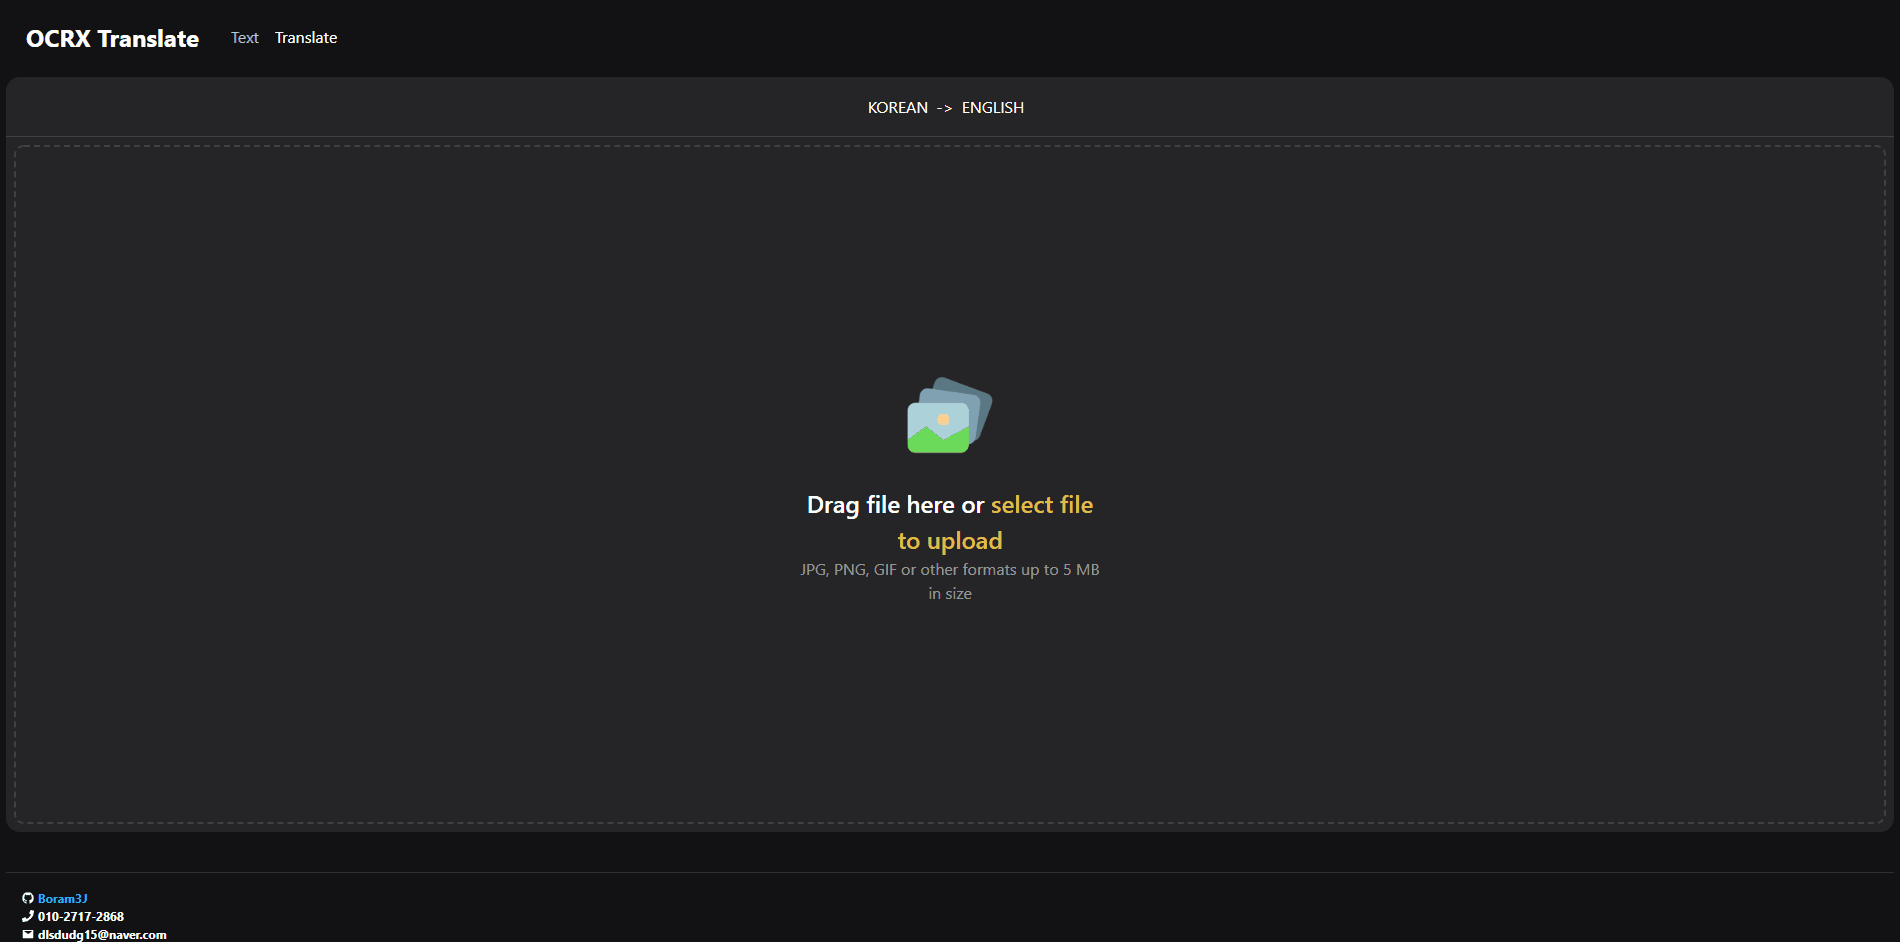 OCRX Translate Text Translate
KOREAN -> ENGLISH
Drag file here or select file
to upload
JPG, PNG, GIF or other formats up to 5 MB
in size
Boram3J
010-2717-2868
dlsdudg15@naver.com